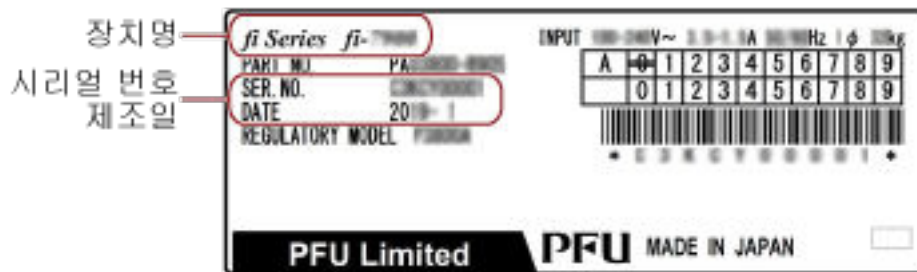 장치명
시리얼 번호
제조일
fi Series fi-
PART NO. PA
SER. NO.
DATE 20
REGULATORY MODEL
INPUT V~ A Hz 1φ kg
A 0 1 2 3 4 5 6 7 8 9
0 1 2 3 4 5 6 7 8 9
PFU Limited
PFU MADE IN JAPAN